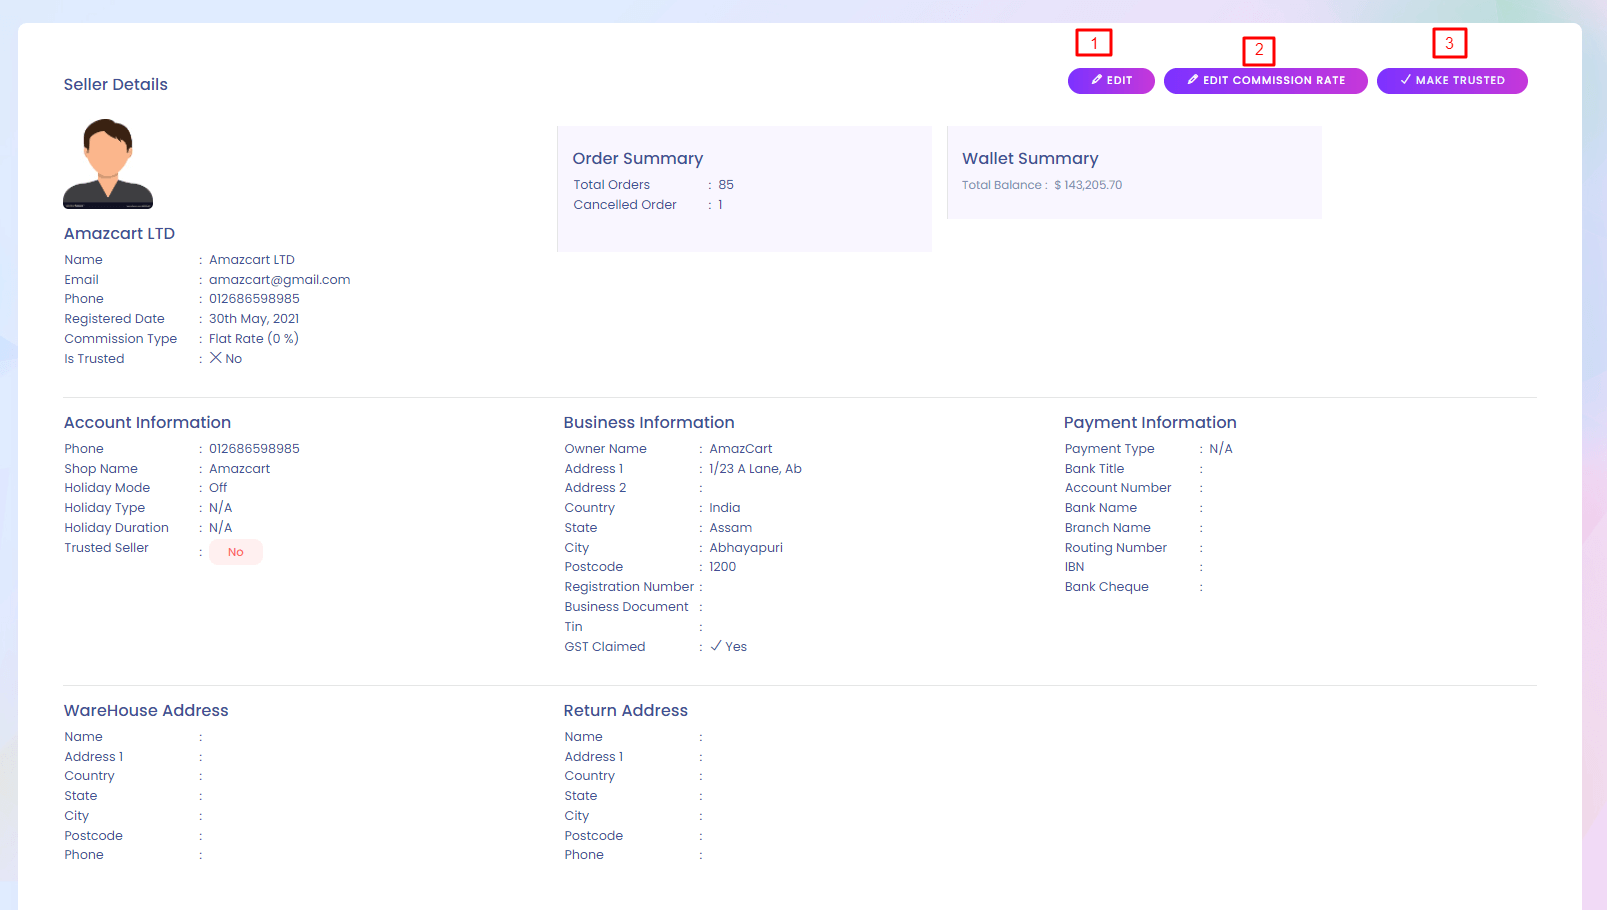 1
2
3
Seller Details
EDIT
EDIT COMMISSION RATE
MAKE TRUSTED
Amazcart LTD
Name : Amazcart LTD
Email : amazcart@gmail.com
Phone : 012686598985
Registered Date : 30th May, 2021
Commission Type : Flat Rate (0 %)
Is Trusted : No
Order Summary
Total Orders : 85
Cancelled Order : 1
Wallet Summary
Total Balance : $ 143,205.70
Account Information
Phone : 012686598985
Shop Name : Amazcart
Holiday Mode : Off
Holiday Type : N/A
Holiday Duration : N/A
Trusted Seller : No
Business Information
Owner Name : AmazCart
Address 1 : 1/23 A Lane, Ab
Address 2 :
Country : India
State : Assam
City : Abhayapuri
Postcode : 1200
Registration Number :
Business Document :
Tin :
GST Claimed : Yes
Payment Information
Payment Type : N/A
Bank Title :
Account Number :
Bank Name :
Branch Name :
Routing Number :
IBN :
Bank Cheque :
WareHouse Address
Name :
Address 1 :
Country :
State :
City :
Postcode :
Phone :
Return Address
Name :
Address 1 :
Country :
State :
City :
Postcode :
Phone :